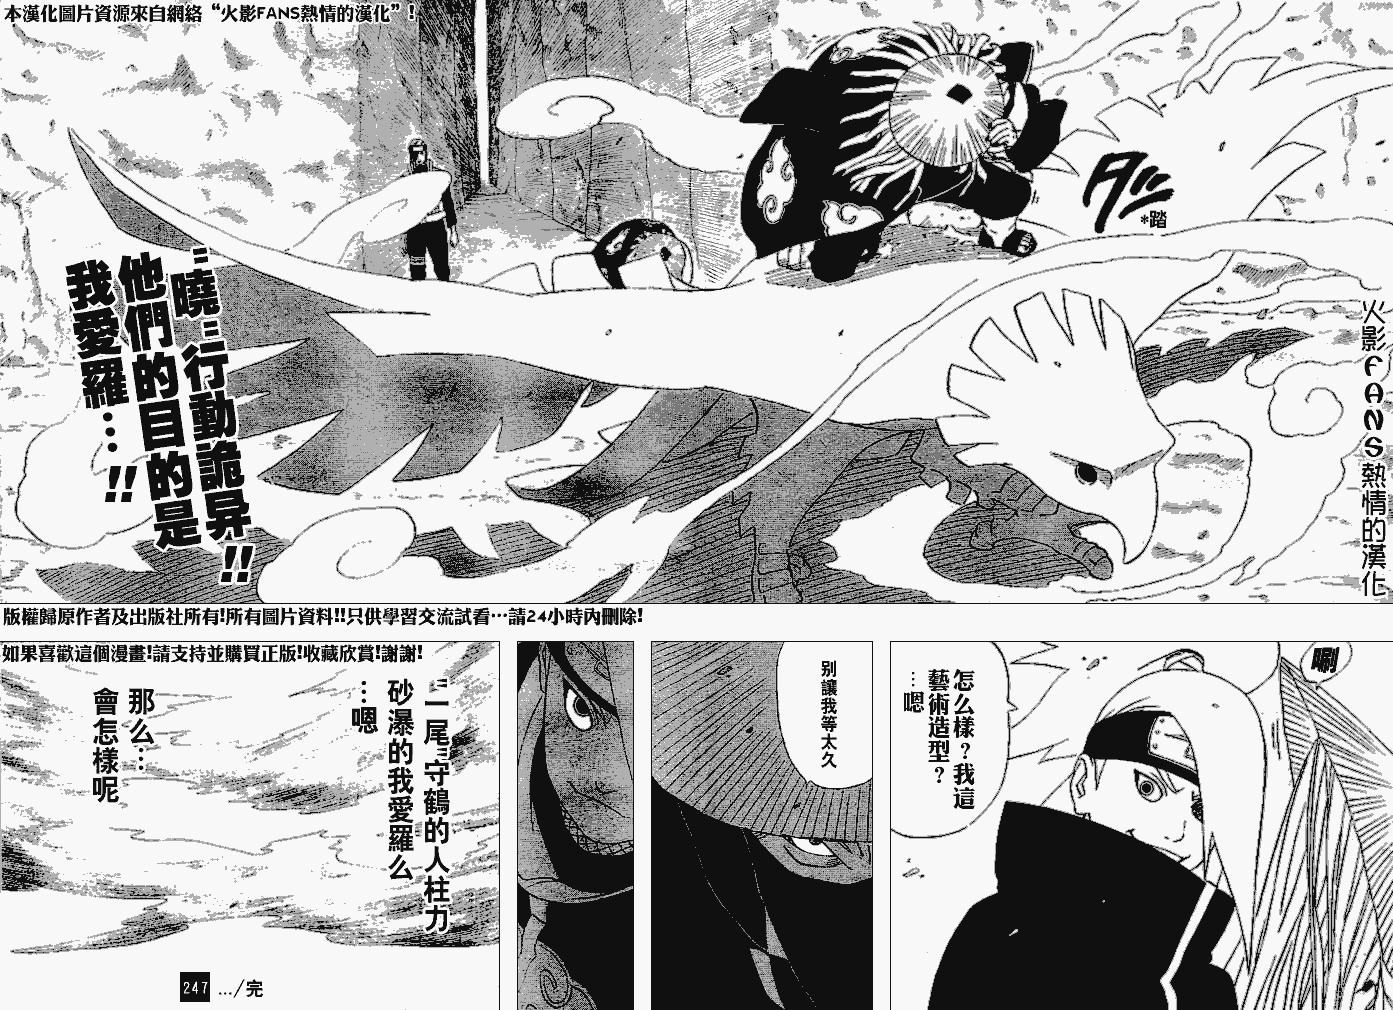 本漢化圖片資源來自網絡“火影FANS熱情的漢化”!
*踏
…曉…行動詭異!!
他們的目的是
我愛羅…!!
火影FANS熱情的漢化
版權歸原作者及出版社所有!所有圖片資料!!只供學習交流試看…請24小時內刪除!
如果喜歡這個漫畫!請支持並購買正版!收藏欣賞!謝謝!
唰
怎么樣?我這
藝術造型?
…嗯
别讓我等太久
…一尾…守鶴的人柱力
砂瀑的我愛羅么
…嗯
那么…
會怎樣呢
247 .../完